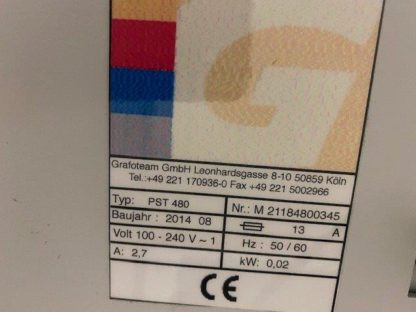 Grafoteam GmbH Leonhardsgasse 8-10 50859 Köln
Tel.:+49 221 170936-0 Fax +49 221 5002966
Typ: PST 480
Nr.: M 21184800345
Baujahr : 2014 08
13 A
Volt 100 - 240 V ~ 1
Hz : 50 / 60
A: 2,7
kW: 0,02
CE